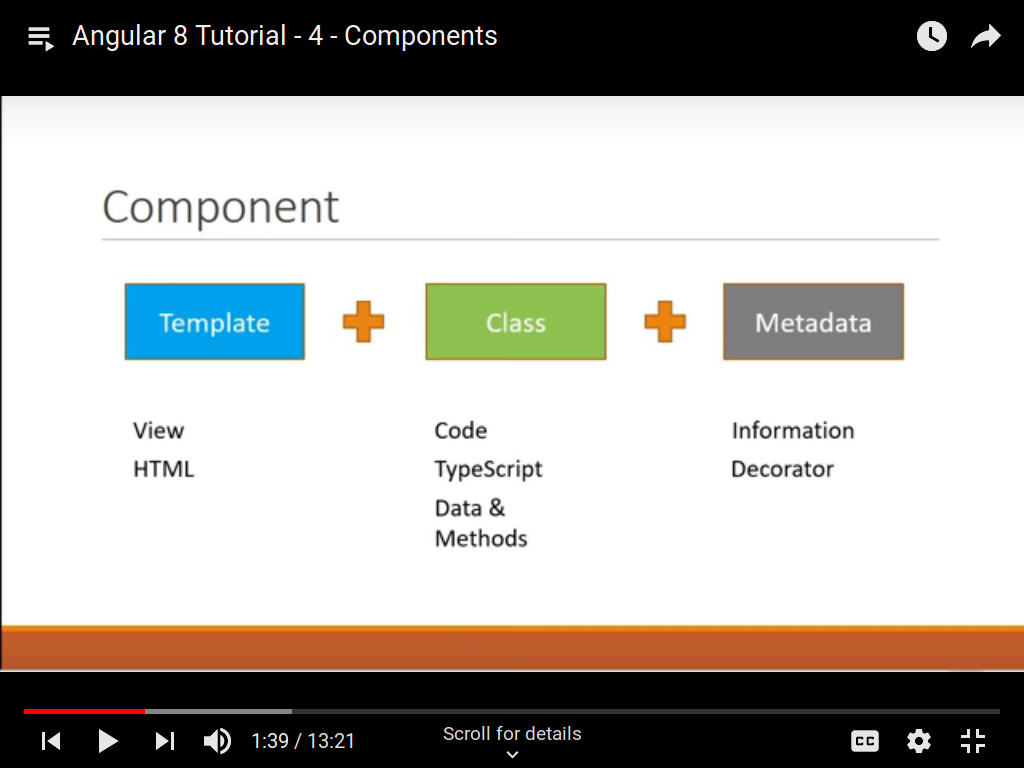 Angular 8 Tutorial - 4 - Components
Component
Template
Class
Metadata
View
HTML
Code
TypeScript
Data &
Methods
Information
Decorator
1:39 / 13:21
Scroll for details
CC